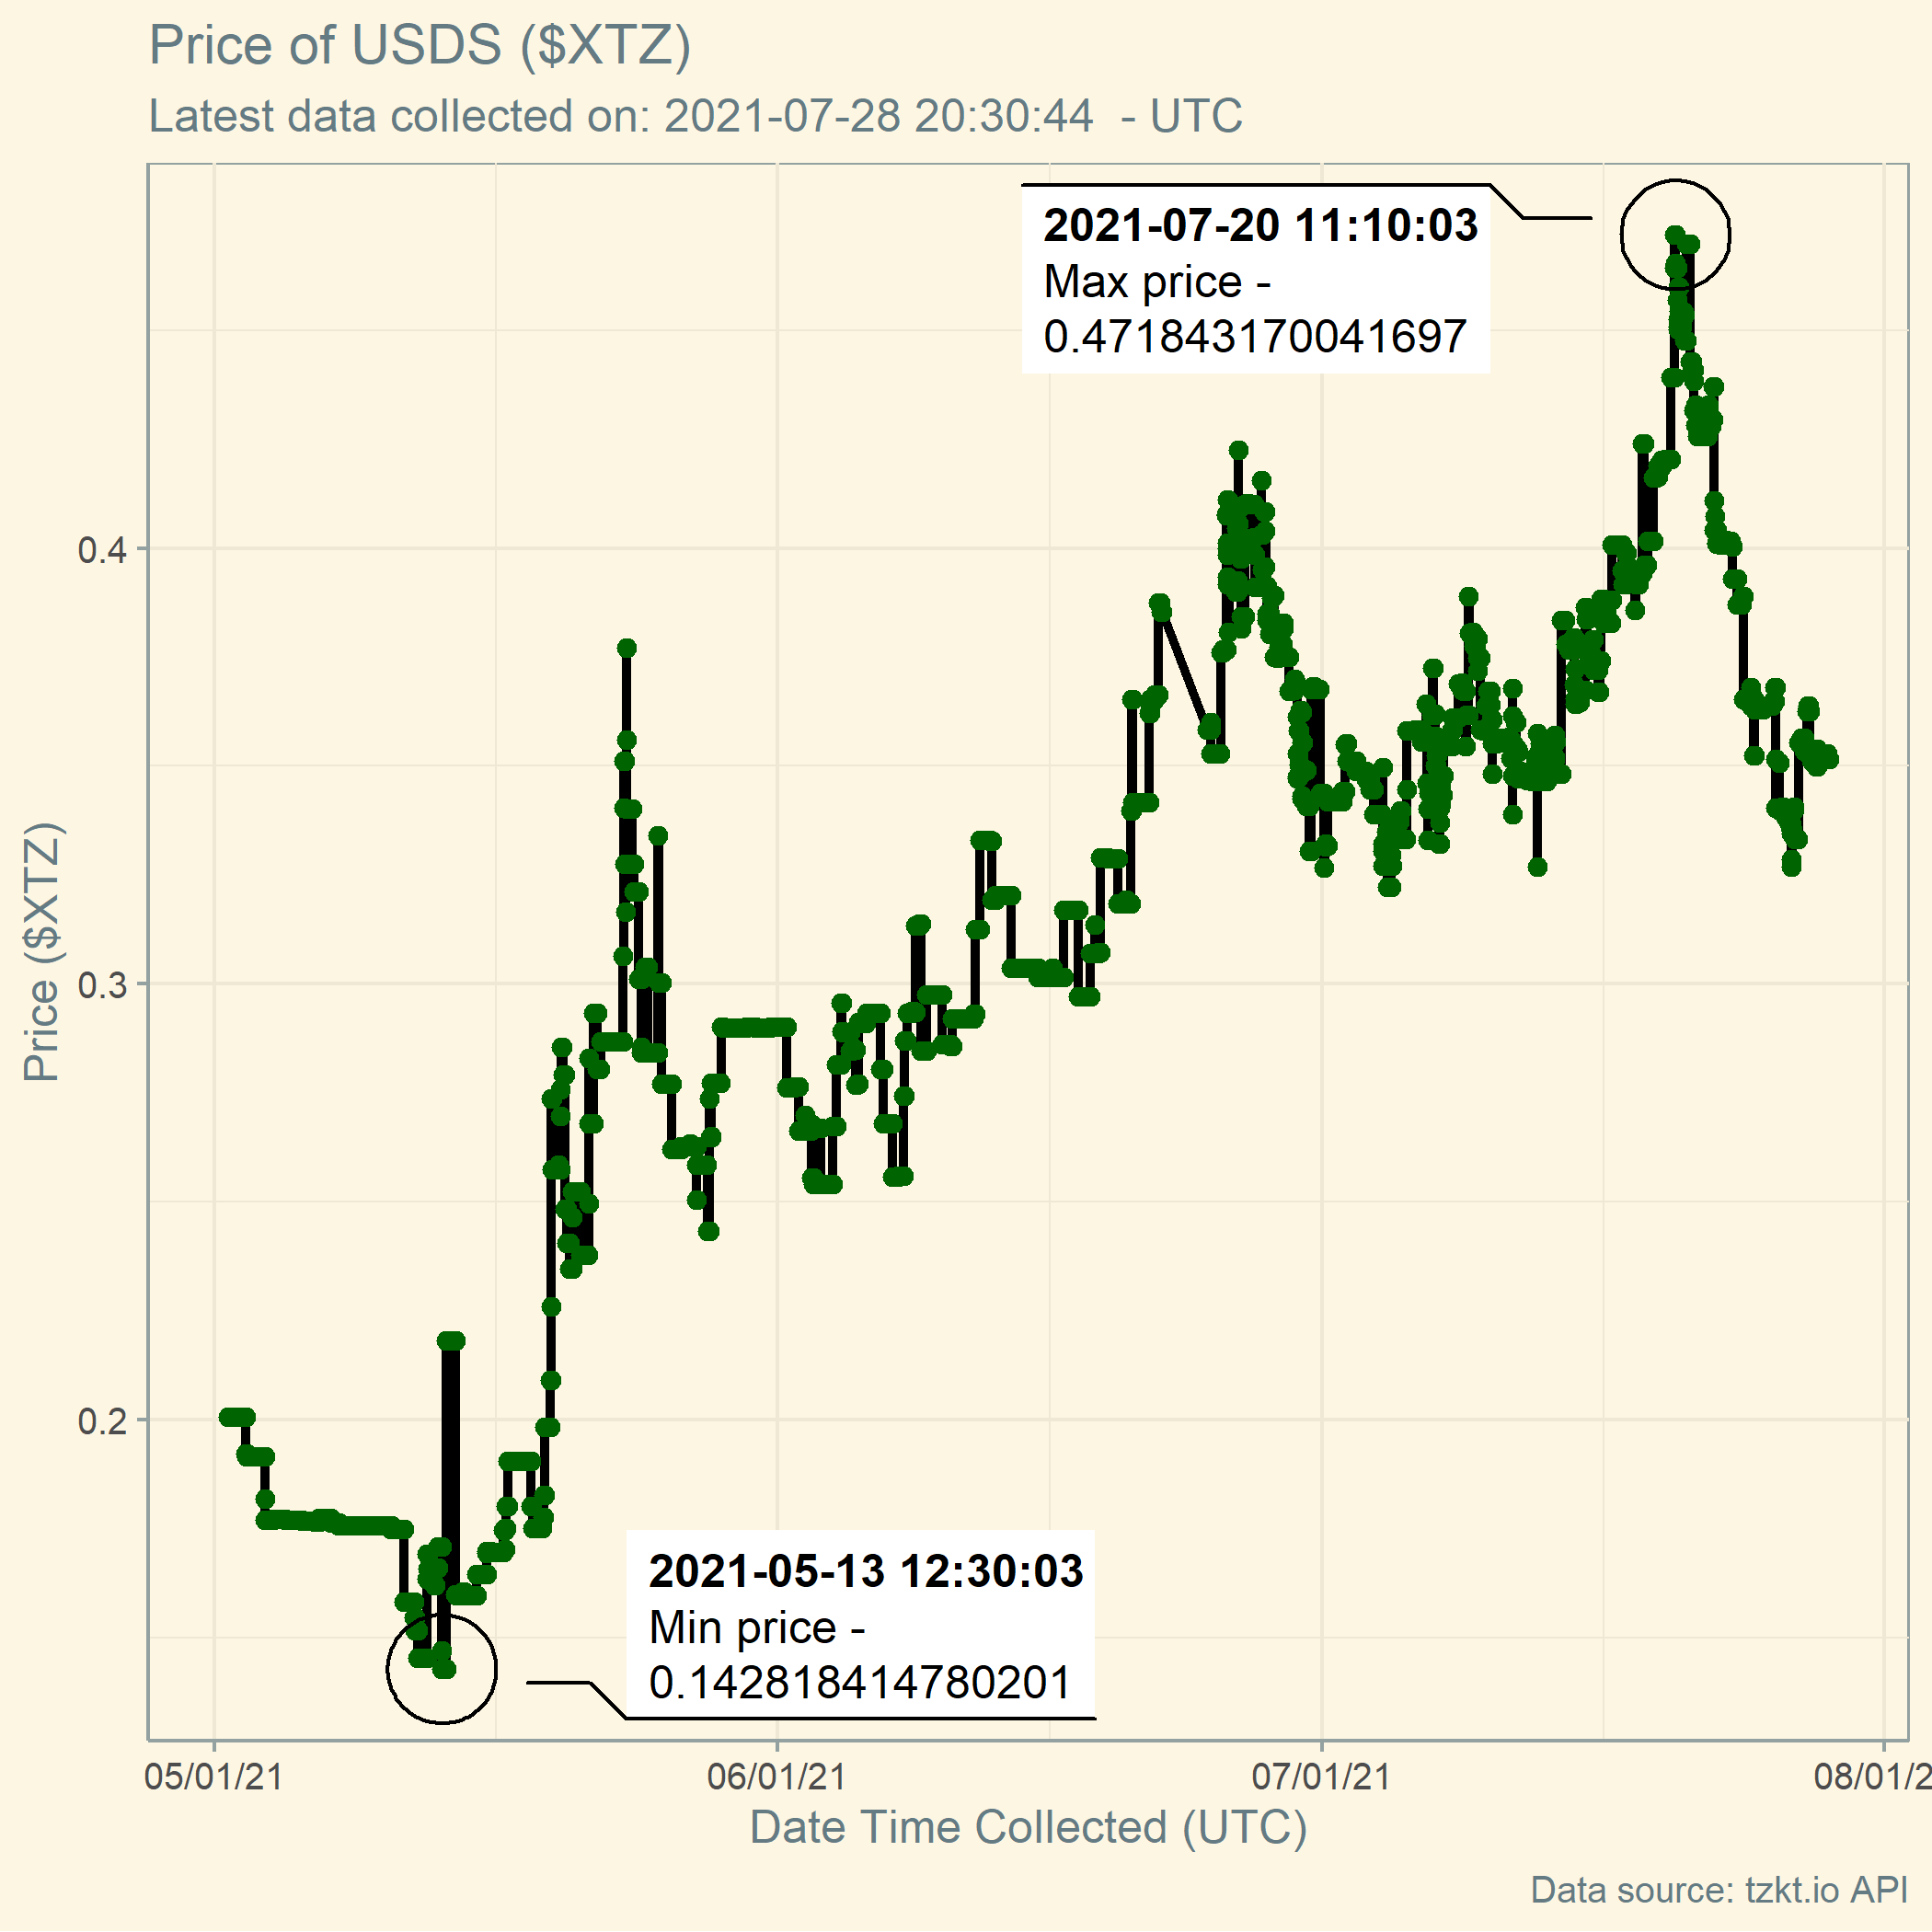 Price of USDS ($XTZ)
Latest data collected on: 2021-07-28 20:30:44  - UTC
2021-07-20 11:10:03
Max price -
0.471843170041697
0.4
0.3
0.2
Price ($XTZ)
2021-05-13 12:30:03
Min price -
0.142818414780201
05/01/21 06/01/21 07/01/21 08/01/2
Date Time Collected (UTC)
Data source: tzkt.io API